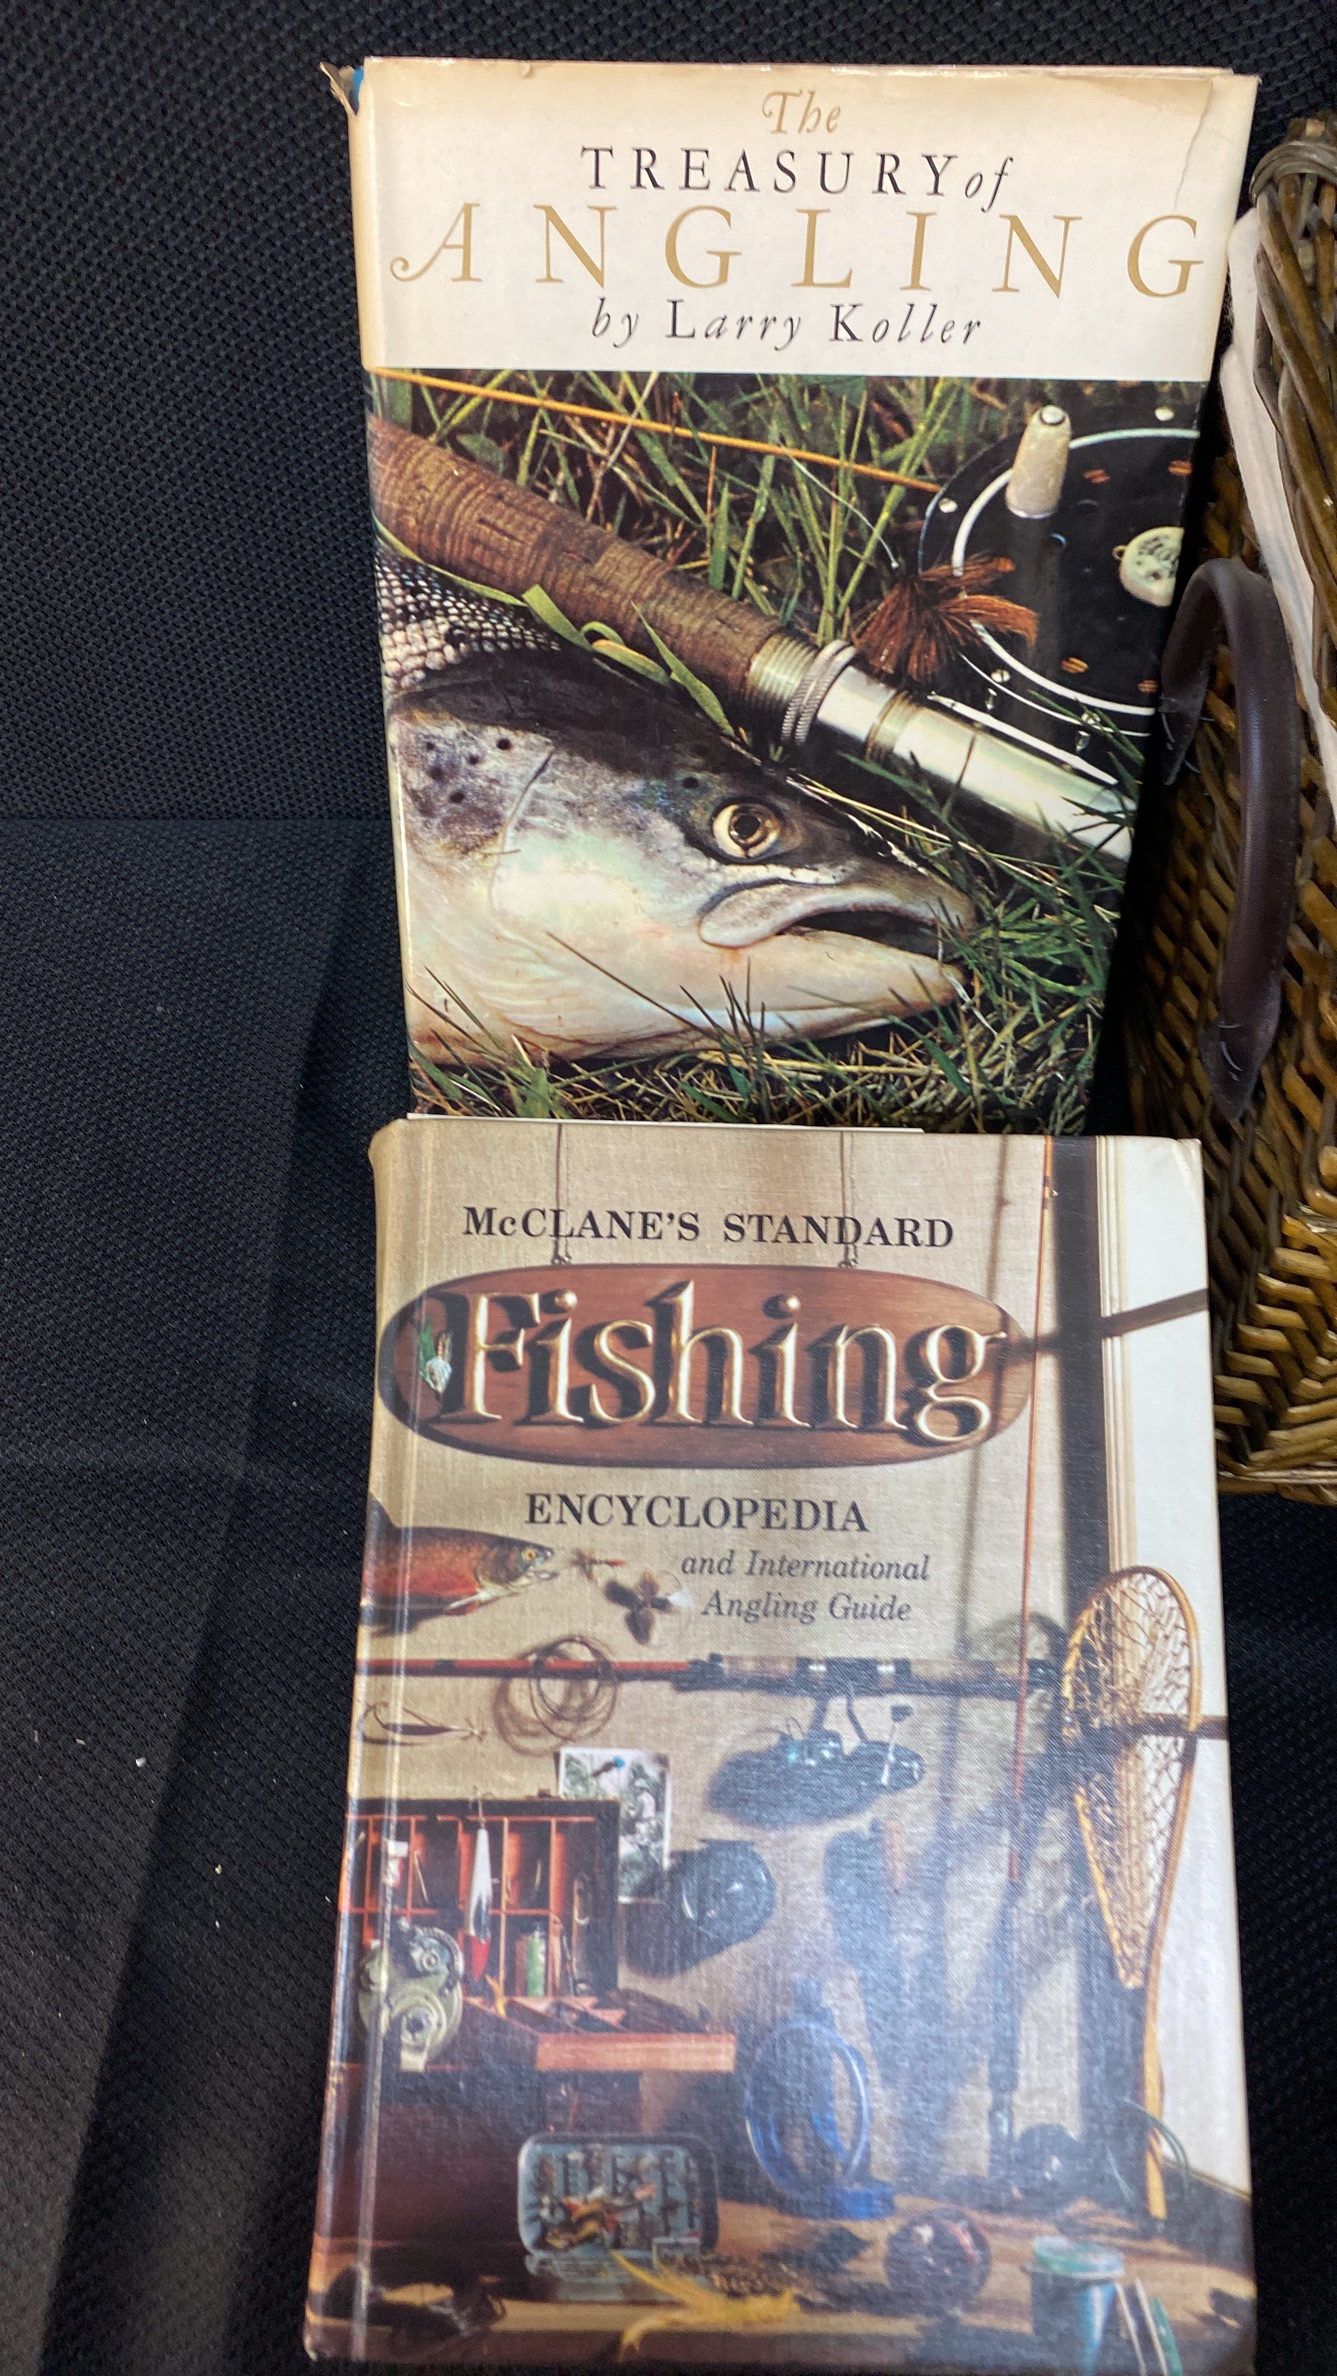 The
TREASURY of
ANGLING
by Larry Koller
McCLANE'S STANDARD
Fishing
ENCYCLOPEDIA
and International
Angling Guide